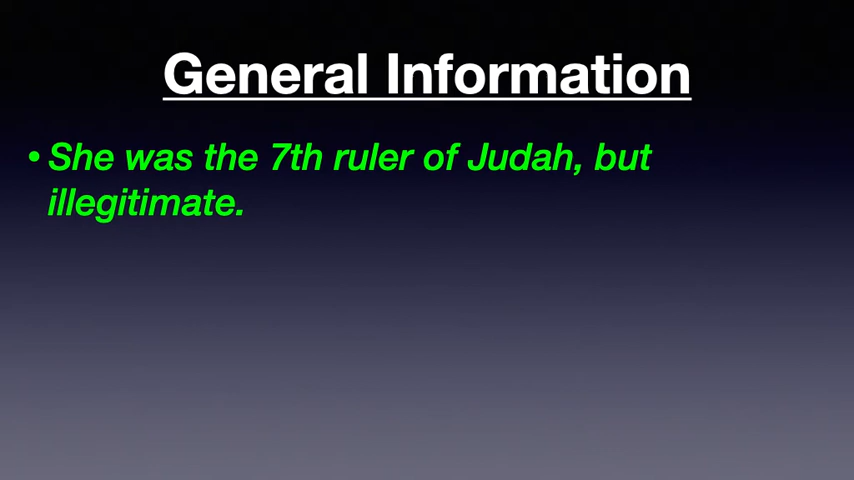 General Information
• She was the 7th ruler of Judah, but
illegitimate.